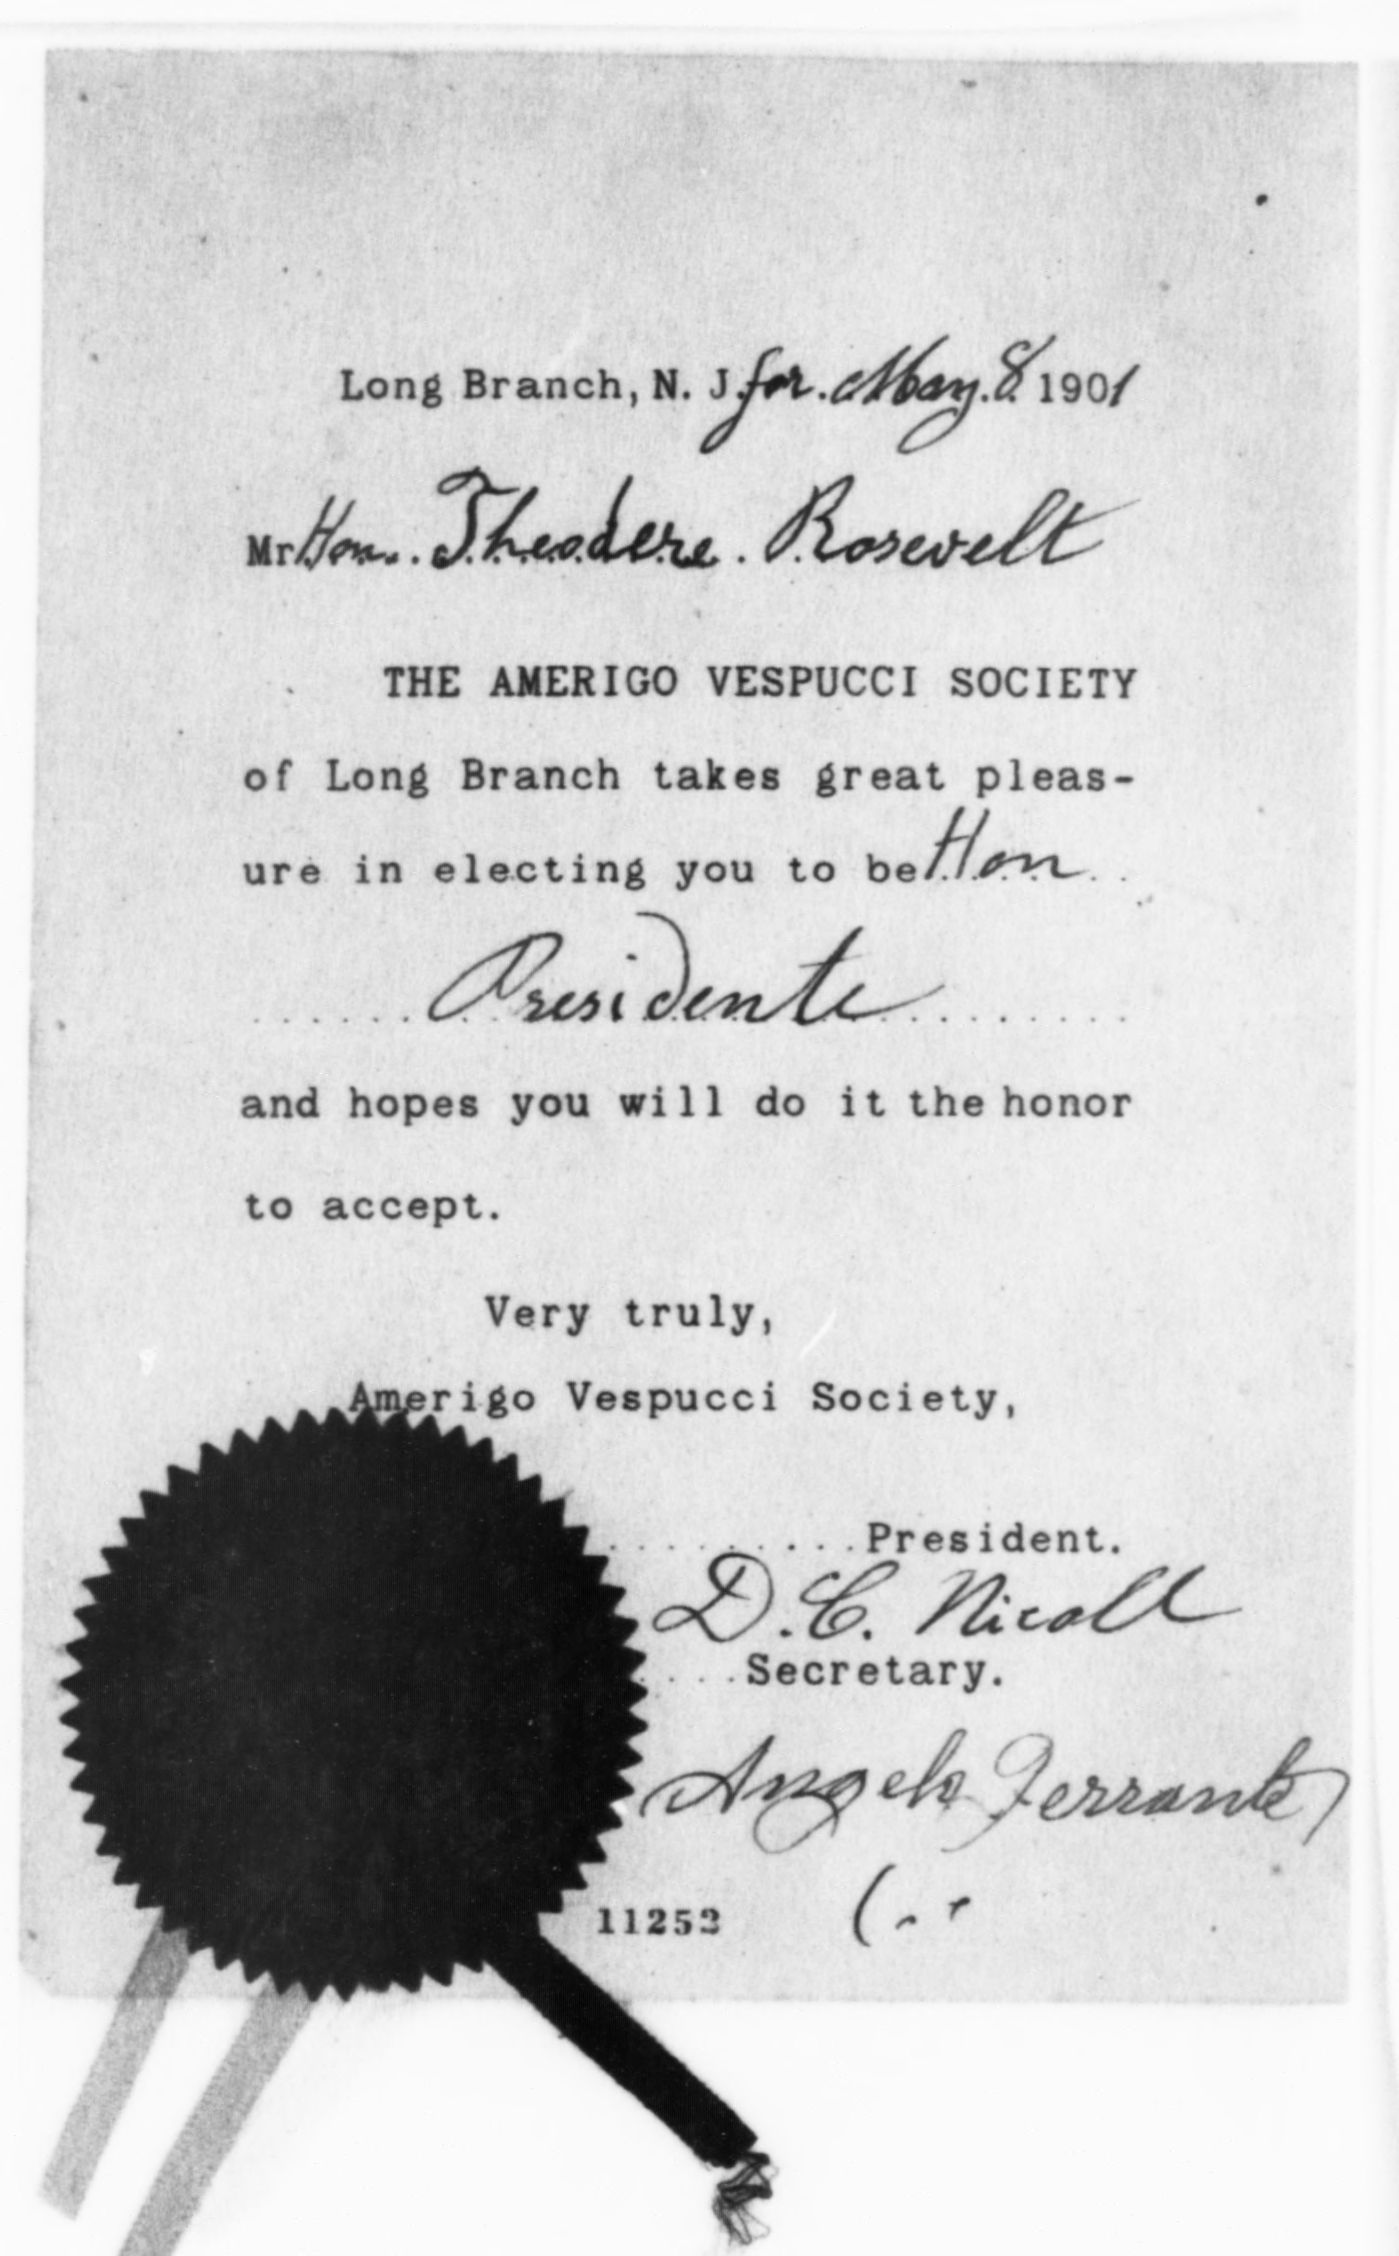 Long Branch, N. J. for. May. 8. 1901
Mr Hon. Theodere. Rosevelt
THE AMERIGO VESPUCCI SOCIETY
of Long Branch takes great pleas-
ure in electing you to be Hon
Presidente
and hopes you will do it the honor
to accept.
Very truly,
Amerigo Vespucci Society,
President.
D. C. Nicoll
Secretary.
Angelo Ferrante
11252